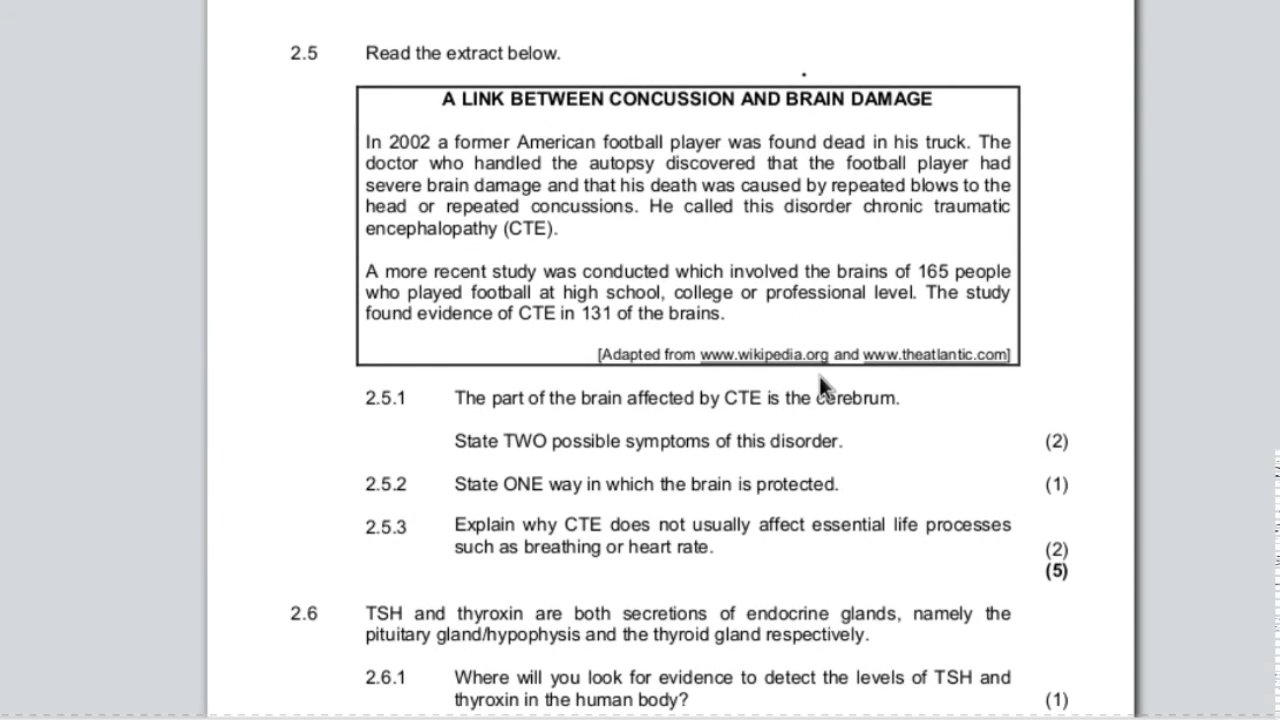 2.5 Read the extract below.
A LINK BETWEEN CONCUSSION AND BRAIN DAMAGE
In 2002 a former American football player was found dead in his truck. The
doctor who handled the autopsy discovered that the football player had
severe brain damage and that his death was caused by repeated blows to the
head or repeated concussions. He called this disorder chronic traumatic
encephalopathy (CTE).
A more recent study was conducted which involved the brains of 165 people
who played football at high school, college or professional level. The study
found evidence of CTE in 131 of the brains.
[Adapted from www.wikipedia.org and www.theatlantic.com]
2.5.1 The part of the brain affected by CTE is the cerebrum.
State TWO possible symptoms of this disorder. (2)
2.5.2 State ONE way in which the brain is protected. (1)
2.5.3 Explain why CTE does not usually affect essential life processes
such as breathing or heart rate. (2)
(5)
2.6 TSH and thyroxin are both secretions of endocrine glands, namely the
pituitary gland/hypophysis and the thyroid gland respectively.
2.6.1 Where will you look for evidence to detect the levels of TSH and
thyroxin in the human body? (1)